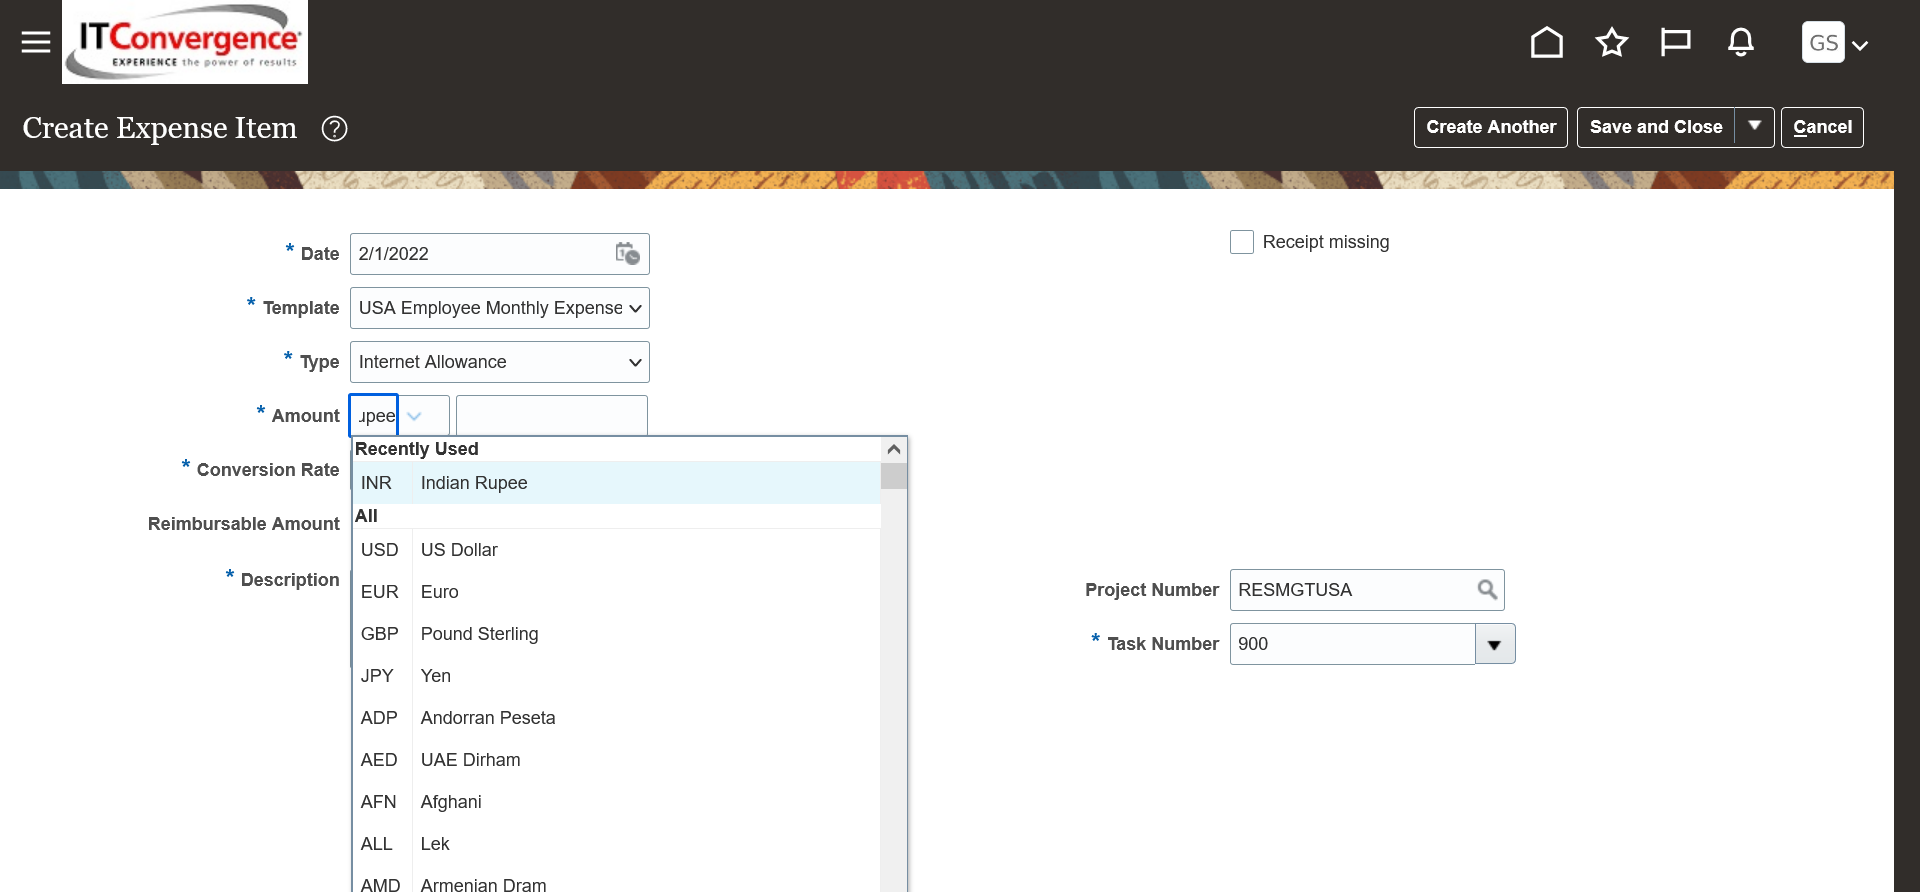 ITConvergence
EXPERIENCE the power of results
GS
Create Expense Item
?
Create Another
Save and Close
Cancel
* Date 2/1/2022
Receipt missing
* Template USA Employee Monthly Expense
* Type Internet Allowance
* Amount upee
Recently Used
* Conversion Rate
INR Indian Rupee
All
Reimbursable Amount
USD US Dollar
* Description
EUR Euro
Project Number RESMGTUSA
GBP Pound Sterling
* Task Number 900
JPY Yen
ADP Andorran Peseta
AED UAE Dirham
AFN Afghani
ALL Lek
AMD Armenian Dram